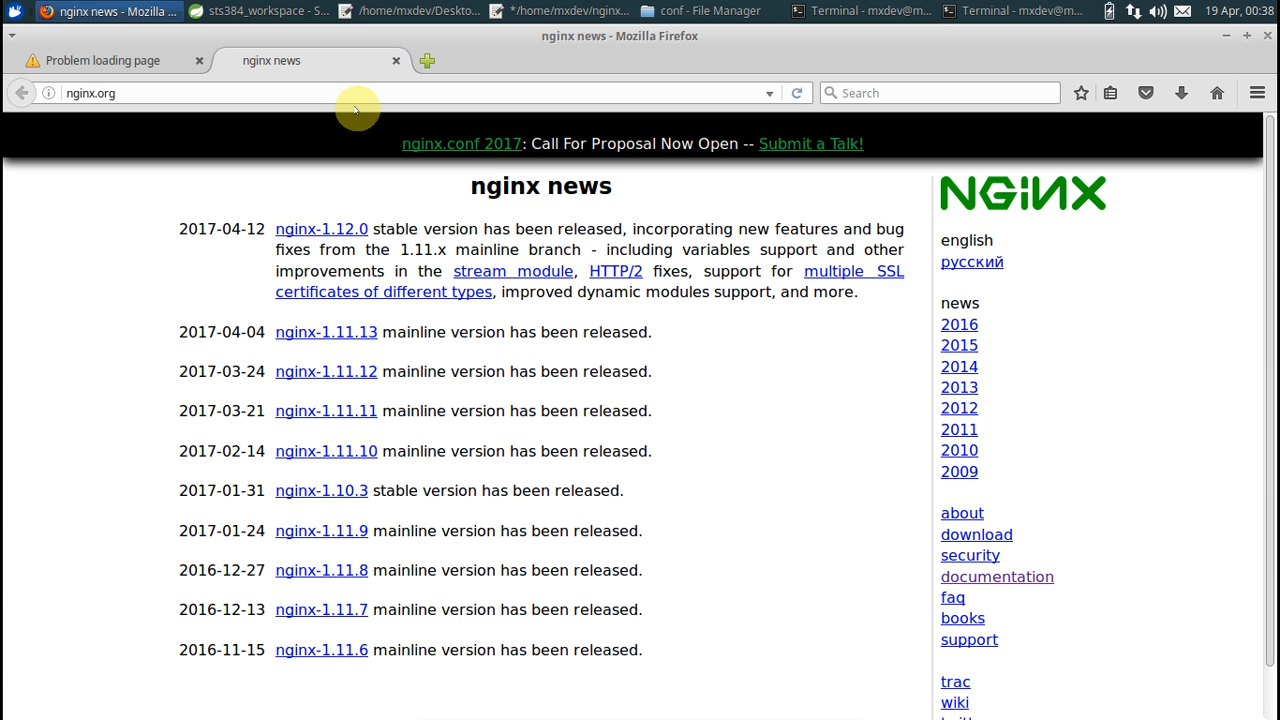 nginx news - Mozilla ...
sts384_workspace - S...
/home/mxdev/Deskto...
*/home/mxdev/nginx...
conf - File Manager
Terminal - mxdev@m...
Terminal - mxdev@m...
19 Apr, 00:38
nginx news - Mozilla Firefox
Problem loading page
nginx news
nginx.org
Search
nginx.conf 2017: Call For Proposal Now Open -- Submit a Talk!
nginx news
2017-04-12 nginx-1.12.0 stable version has been released, incorporating new features and bug
fixes from the 1.11.x mainline branch - including variables support and other
improvements in the stream module, HTTP/2 fixes, support for multiple SSL
certificates of different types, improved dynamic modules support, and more.
2017-04-04 nginx-1.11.13 mainline version has been released.
2017-03-24 nginx-1.11.12 mainline version has been released.
2017-03-21 nginx-1.11.11 mainline version has been released.
2017-02-14 nginx-1.11.10 mainline version has been released.
2017-01-31 nginx-1.10.3 stable version has been released.
2017-01-24 nginx-1.11.9 mainline version has been released.
2016-12-27 nginx-1.11.8 mainline version has been released.
2016-12-13 nginx-1.11.7 mainline version has been released.
2016-11-15 nginx-1.11.6 mainline version has been released.
NGiNX
english
русский
news
2016
2015
2014
2013
2012
2011
2010
2009
about
download
security
documentation
faq
books
support
trac
wiki